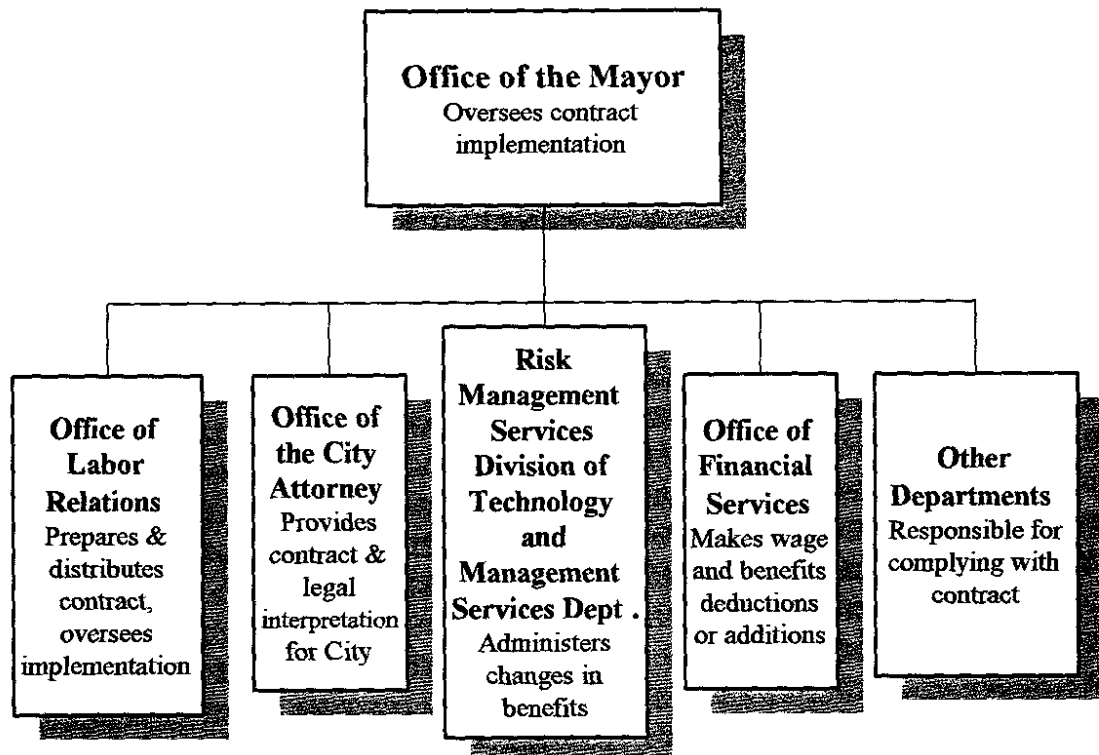 Office of the Mayor
Oversees contract
implementation
Office of
Labor
Relations
Prepares &
distributes
contract,
oversees
implementation
Office of
the City
Attorney
Provides
contract &
legal
interpretation
for City
Risk
Management
Services
Division of
Technology
and
Management
Services Dept .
Administers
changes in
benefits
Office of
Financial
Services
Makes wage
and benefits
deductions
or additions
Other
Departments
Responsible for
complying with
contract